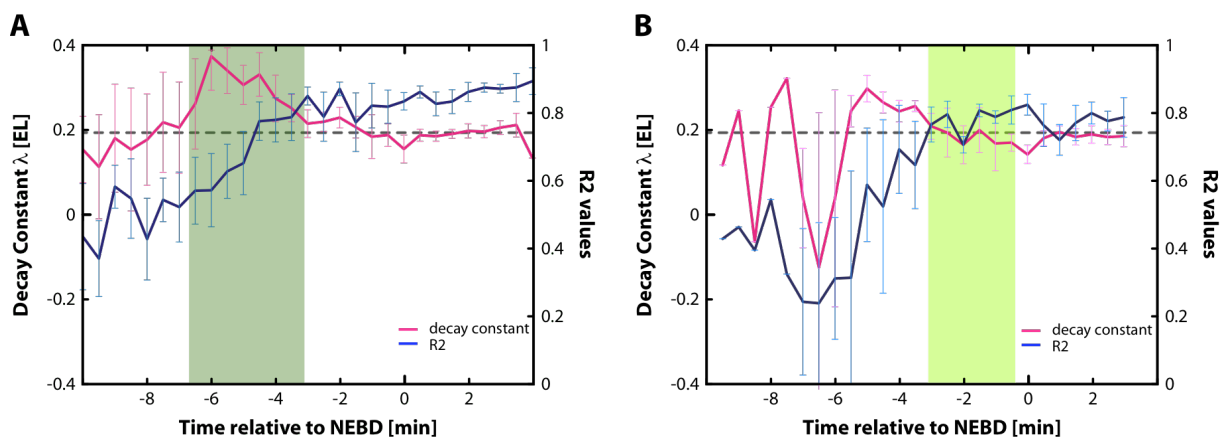 A
B
0.4
0.2
0
-0.2
-0.4
Decay Constant λ [EL]
1
0.8
0.6
0.4
0.2
0
R2 values
decay constant
R2
-8
-6
-4
-2
0
2
Time relative to NEBD [min]
0.4
0.2
0
-0.2
-0.4
Decay Constant λ [EL]
1
0.8
0.6
0.4
0.2
0
R2 values
decay constant
R2
-8
-6
-4
-2
0
2
Time relative to NEBD [min]